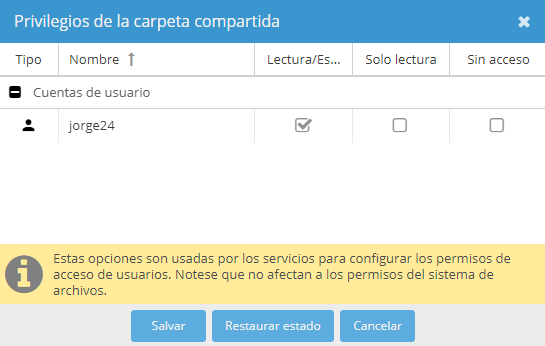 Privilegios de la carpeta compartida
Tipo Nombre ↑ Lectura/Es... Solo lectura Sin acceso
Cuentas de usuario
jorge24
Estas opciones son usadas por los servicios para configurar los permisos de
acceso de usuarios. Notese que no afectan a los permisos del sistema de
archivos.
Salvar Restaurar estado Cancelar